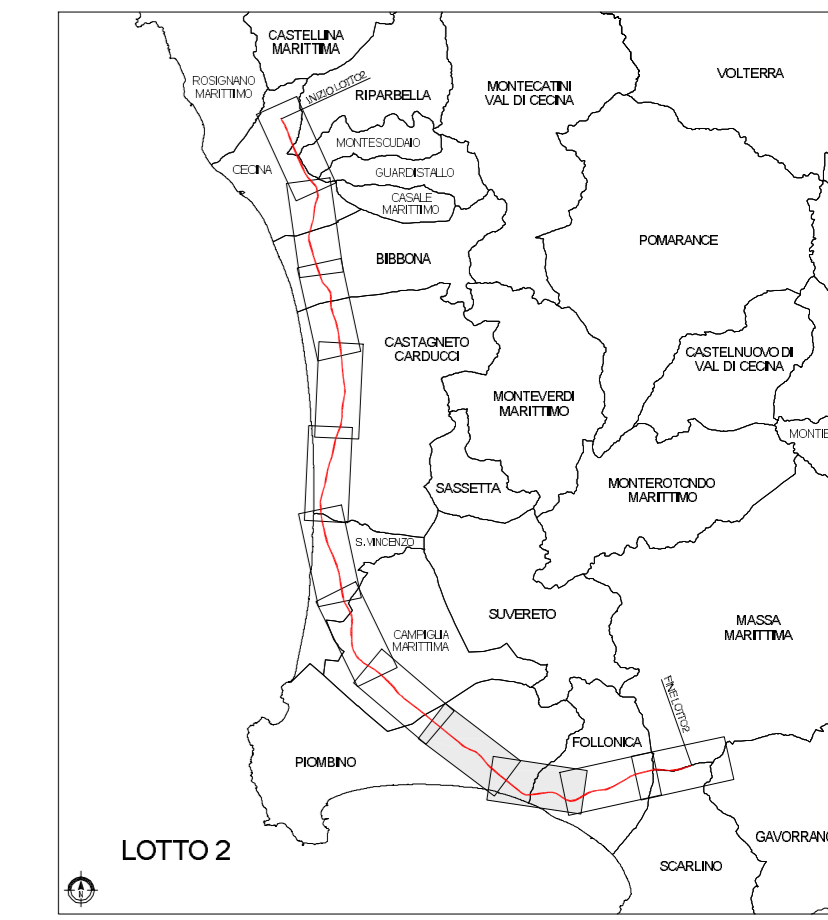 CASTELLINA
MARITTIMA
ROSIGNANO
MARITTIMO
VOLTERRA
INIZIO LOTTO2
RIPARBELLA
MONTECATINI
VAL DI CECINA
MONTESCUDAIO
CECINA
GUARDISTALLO
CASALE
MARITTIMO
BIBBONA
POMARANCE
CASTAGNETO
CARDUCCI
CASTELNUOVO DI
VAL DI CECINA
MONTEVERDI
MARITTIMO
MONTIE
SASSETTA
MONTEROTONDO
MARITTIMO
S. VINCENZO
SUVERETO
MASSA
MARITTIMA
CAMPIGLIA
MARITTIMA
FINE LOTTO2
FOLLONICA
PIOMBINO
GAVORRANO
LOTTO 2
SCARLINO
N